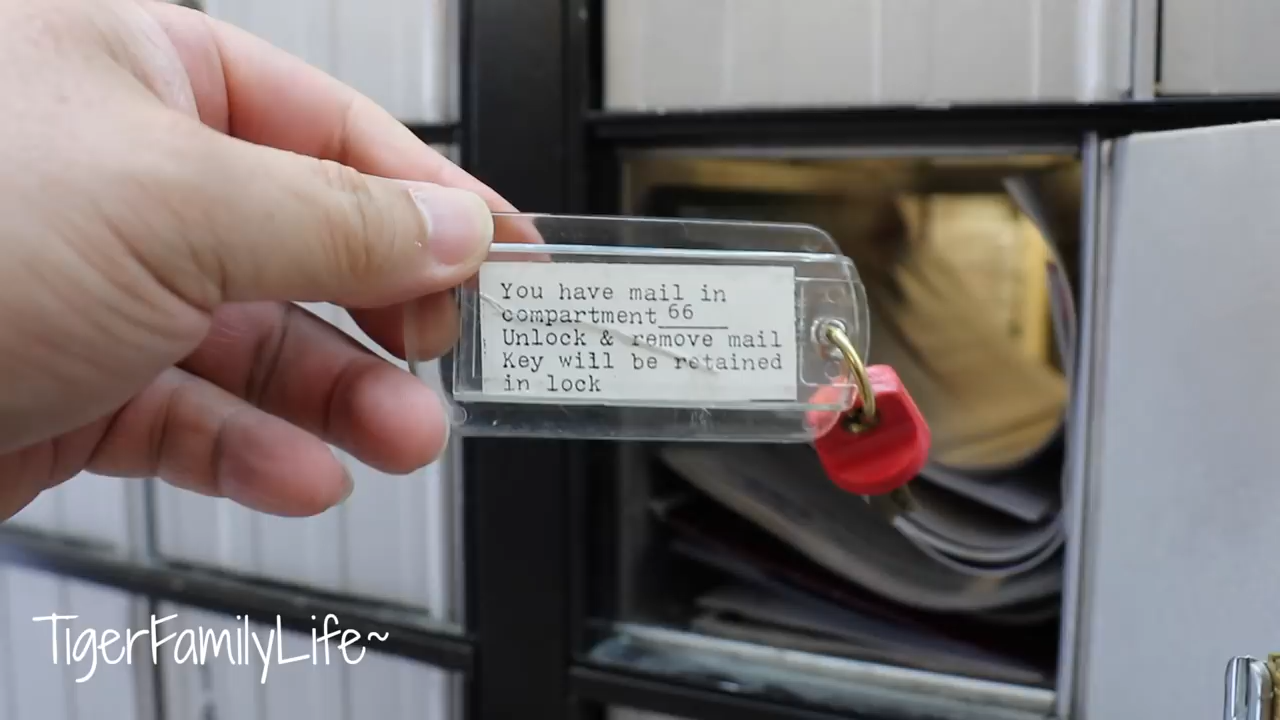 You have mail in
compartment 66
Unlock & remove mail
Key will be retained
in lock
TigerFamilyLife~